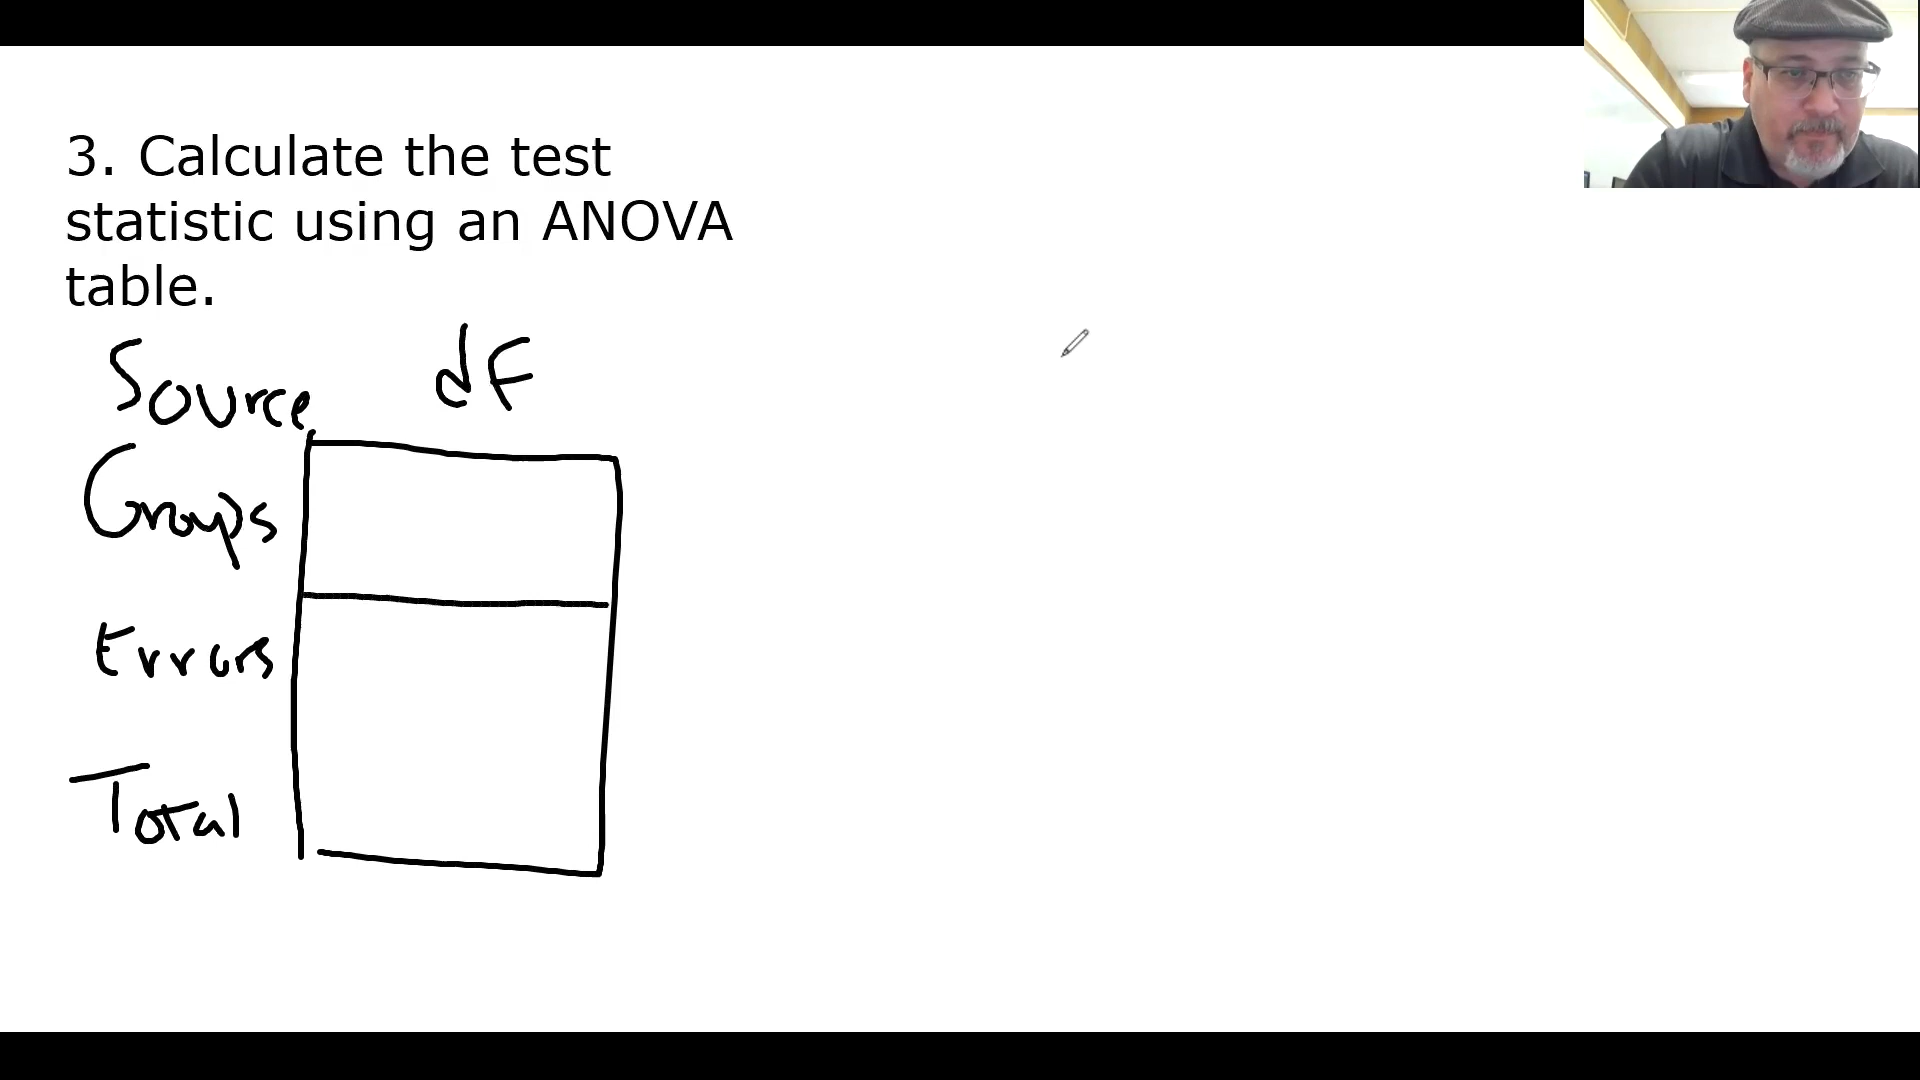 3. Calculate the test
statistic using an ANOVA
table.
Source dF
Groups
Errors
Total